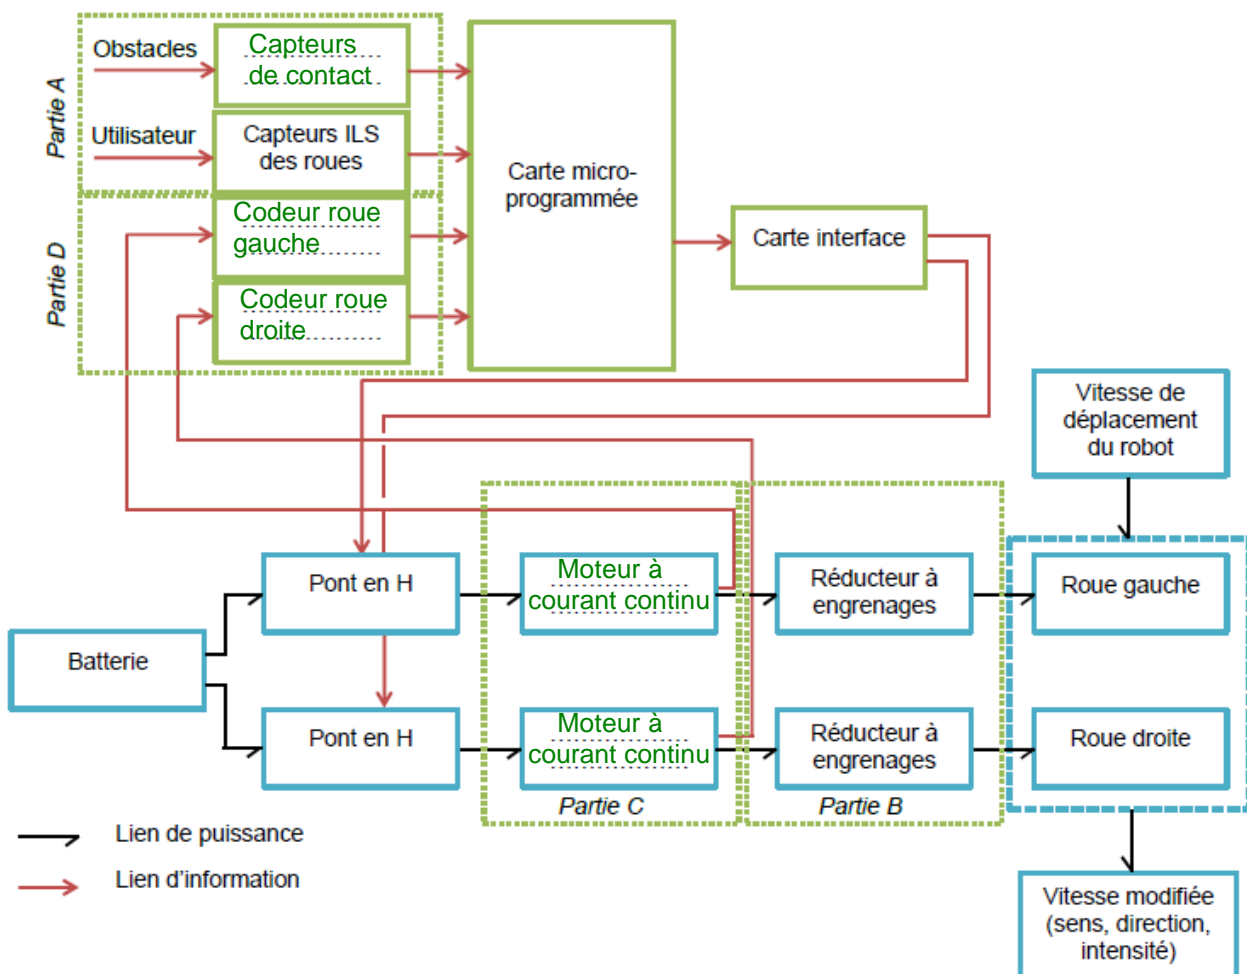 Partie A
Obstacles
Capteurs
de contact
Utilisateur
Capteurs ILS
des roues
Partie D
Codeur roue
gauche
Codeur roue
droite
Carte micro-
programmée
Carte interface
Vitesse de
déplacement
du robot
Batterie
Pont en H
Moteur à
courant continu
Réducteur à
engrenages
Roue gauche
Pont en H
Moteur à
courant continu
Réducteur à
engrenages
Roue droite
Partie C
Partie B
Lien de puissance
Lien d'information
Vitesse modifiée
(sens, direction,
intensité)